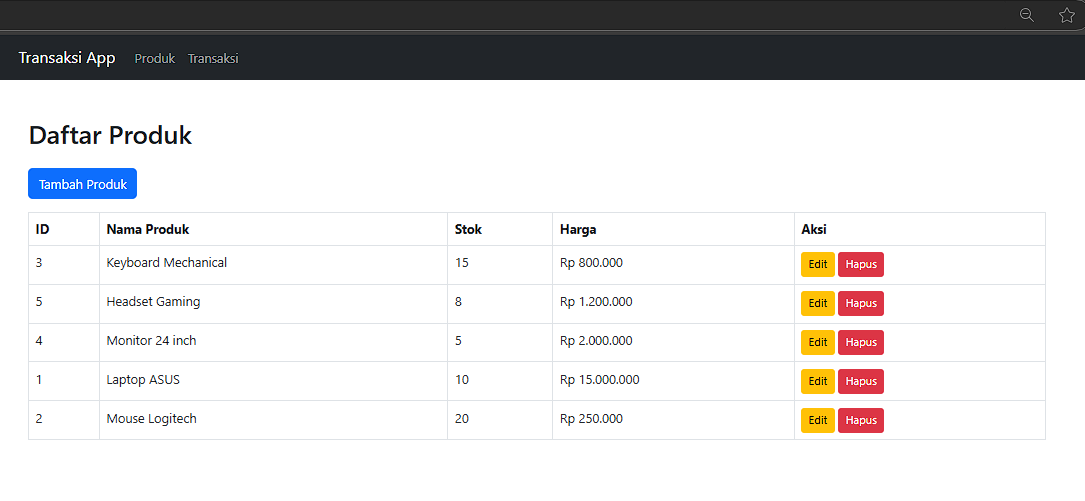 Transaksi App Produk Transaksi
Daftar Produk
Tambah Produk
ID Nama Produk Stok Harga Aksi
3 Keyboard Mechanical 15 Rp 800.000 Edit Hapus
5 Headset Gaming 8 Rp 1.200.000 Edit Hapus
4 Monitor 24 inch 5 Rp 2.000.000 Edit Hapus
1 Laptop ASUS 10 Rp 15.000.000 Edit Hapus
2 Mouse Logitech 20 Rp 250.000 Edit Hapus